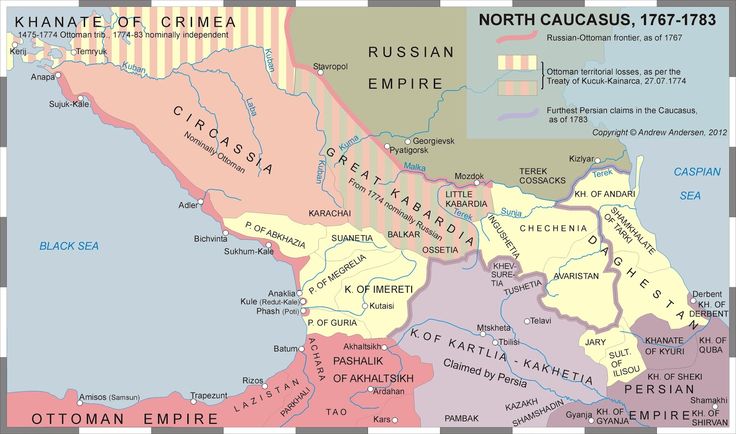 KHANATE OF CRIMEA
1475-1774 Ottoman trib., 1774-83 nominally independent
NORTH CAUCASUS, 1767-1783
Russian-Ottoman frontier, as of 1767
Ottoman territorial losses, as per the
Treaty of Kucuk-Kainarca, 27.07.1774
Furthest Persian claims in the Caucasus,
as of 1783
Copyright © Andrew Andersen, 2012
RUSSIAN
EMPIRE
Kerij
Temryuk
Kuban
Kuban
Stavropol
Anapa
Sujuk-Kale
Laba
Kuban
CIRCASSIA
Nominally Ottoman
Kuma
Georgievsk
Pyatigorsk
Malka
GREAT KABARDIA
From 1774 nominally Russian
Mozdok
LITTLE
KABARDIA
Terek
TEREK
COSSACKS
Kizlyar
Terek
KH. OF ANDARI
CASPIAN
SEA
Sunja
CHECHENIA
INGUSHETIA
SHAMKHALATE
OF TARKI
DAGHESTAN
AVARISTAN
KARACHAI
BALKAR
OSSETIA
Adler
BLACK SEA
Bichvinta
P. OF ABKHAZIA
SUANETIA
Sukhum-Kale
P. OF MEGRELIA
K. OF IMERETI
Kutaisi
Anaklia
Kule (Redut-Kale)
Phash (Poti)
P. OF GURIA
KHEV-
SURE-
TIA
TUSHETIA
Telavi
Mtskheta
Tbilisi
K. OF KARTLIA - KAKHETIA
Claimed by Persia
JARY
SULT.
OF
ILISOU
Derbent
KH. OF
DERBENT
KHANATE
OF KYURI
KH. OF
QUBA
KH. OF SHEKI
PERSIAN
EMPIRE
Shamakhi
KH. OF
SHIRVAN
Gyanja
KH. OF
GYANJA
KAZAKH
SHAMSHADIN
PAMBAK
Batum
ACHARA
Akhaltsikh
PASHALIK
OF AKHALTSIKH
Ardahan
Rizos
LAZISTAN
PARKHALI
TAO
Kars
Trapezunt
Amisos (Samsun)
OTTOMAN EMPIRE